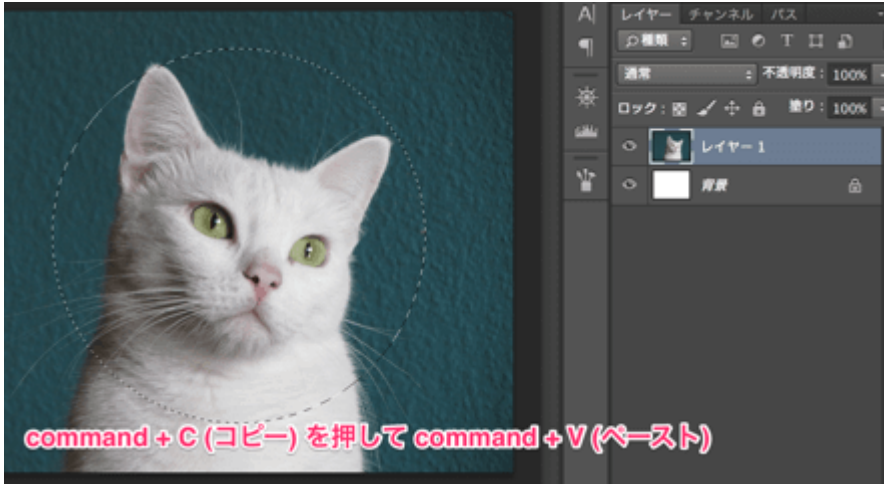 A|
レイヤー チャンネル パス
種類
T
通常 不透明度: 100%
ロック: 塗り: 100%
レイヤー 1
背景
command + C (コピー) を押して command + V (ペースト)